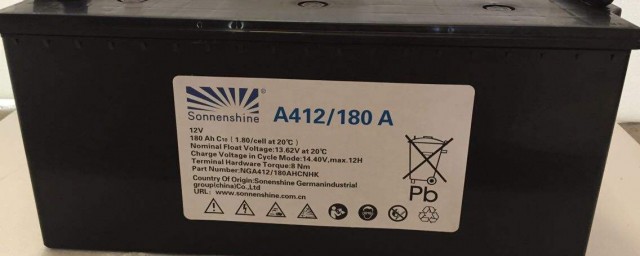 Sonnenshine
A412/180 A
12V
180 Ah C₁₀ (1.80/cell at 20℃)
Nominal Float Voltage:13.62V at 20℃
Charge Voltage in Cycle Mode:14.40V,max.12H
Terminal Hardware Torque:8 Nm
Part Number:NGA412/180AHCNHK
Country Of Origin:Sonenshine Germanindustrial
group(china)Co.,Ltd
URL: www.sonnenshine.com.cn
Pb